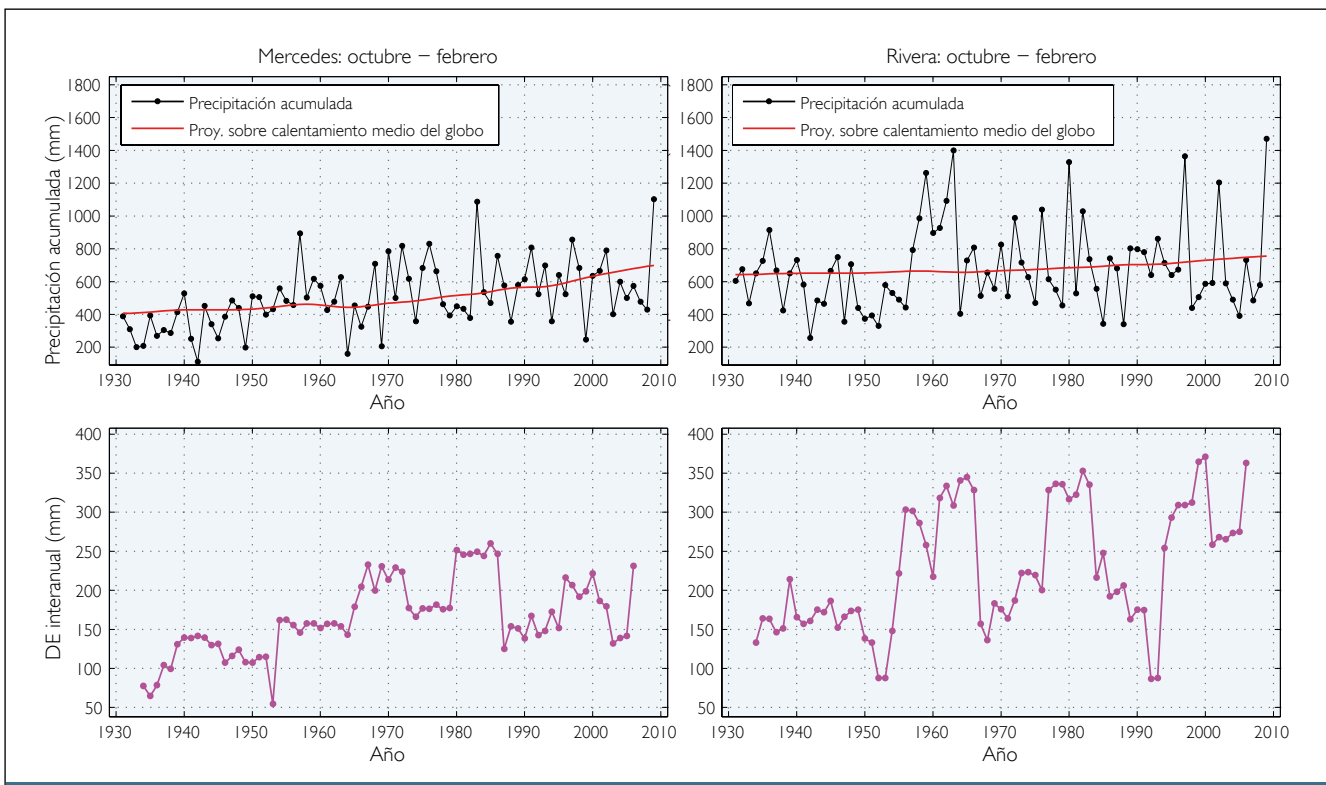 Mercedes: octubre – febrero
Rivera: octubre – febrero
Precipitación acumulada (mm)
1800
1600
1400
1200
1000
800
600
400
200
Precipitación acumulada
Proy. sobre calentamiento medio del globo
1930 1940 1950 1960 1970 1980 1990 2000 2010
Año
1800
1600
1400
1200
1000
800
600
400
200
Precipitación acumulada
Proy. sobre calentamiento medio del globo
1930 1940 1950 1960 1970 1980 1990 2000 2010
Año
DE interanual (mm)
400
350
300
250
200
150
100
50
1930 1940 1950 1960 1970 1980 1990 2000 2010
Año
400
350
300
250
200
150
100
50
1930 1940 1950 1960 1970 1980 1990 2000 2010
Año